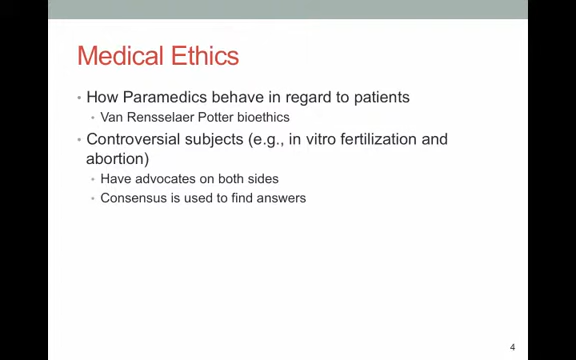 Medical Ethics
• How Paramedics behave in regard to patients
• Van Rensselaer Potter bioethics
• Controversial subjects (e.g., in vitro fertilization and
abortion)
• Have advocates on both sides
• Consensus is used to find answers
4